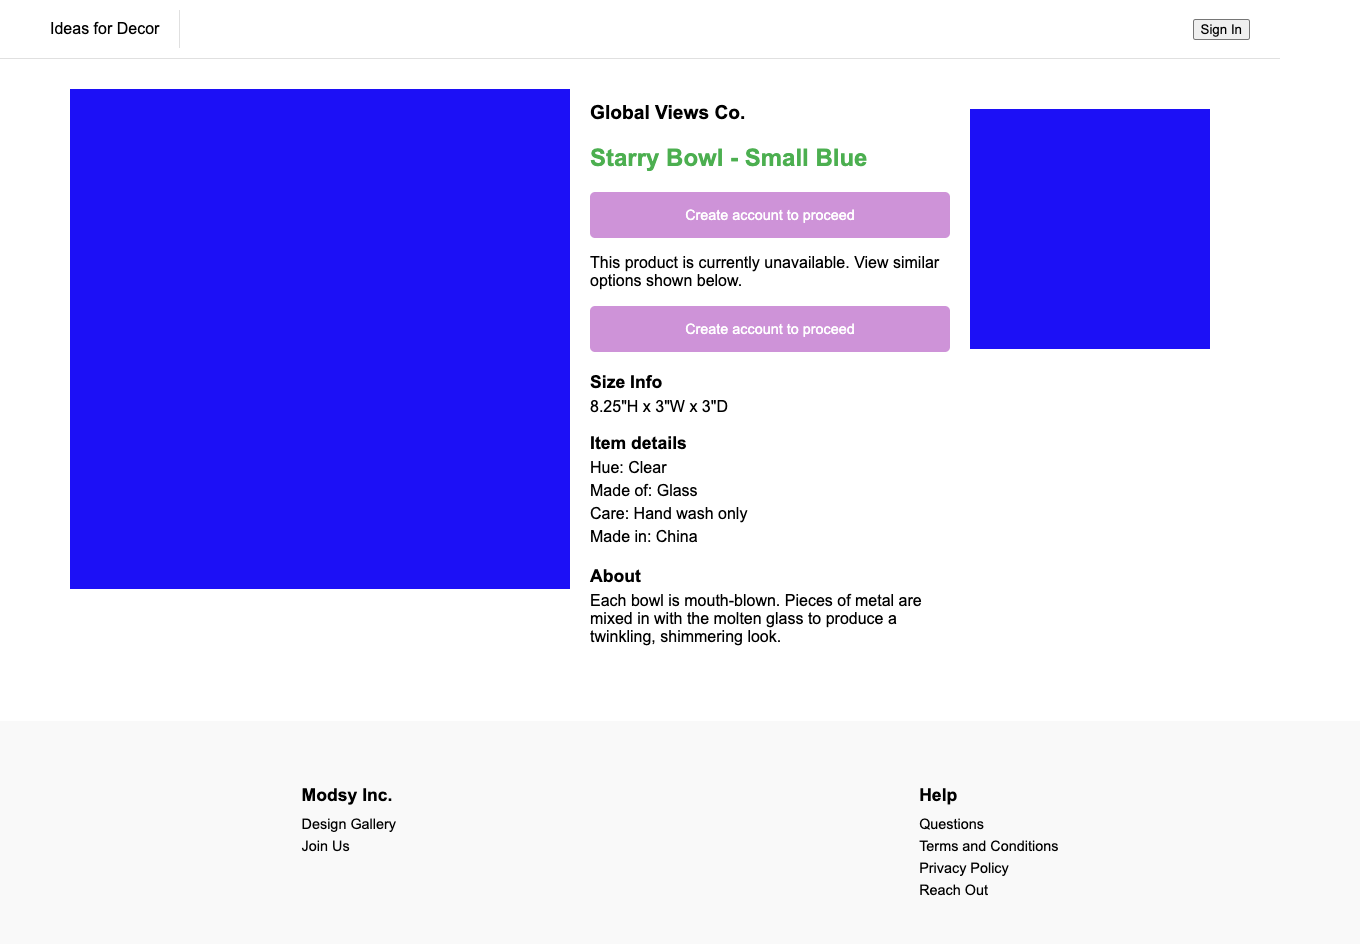 Ideas for Decor
Sign In
Global Views Co.
Starry Bowl - Small Blue
Create account to proceed
This product is currently unavailable. View similar
options shown below.
Create account to proceed
Size Info
8.25"H x 3"W x 3"D
Item details
Hue: Clear
Made of: Glass
Care: Hand wash only
Made in: China
About
Each bowl is mouth-blown. Pieces of metal are
mixed in with the molten glass to produce a
twinkling, shimmering look.
Modsy Inc.
Design Gallery
Join Us
Help
Questions
Terms and Conditions
Privacy Policy
Reach Out